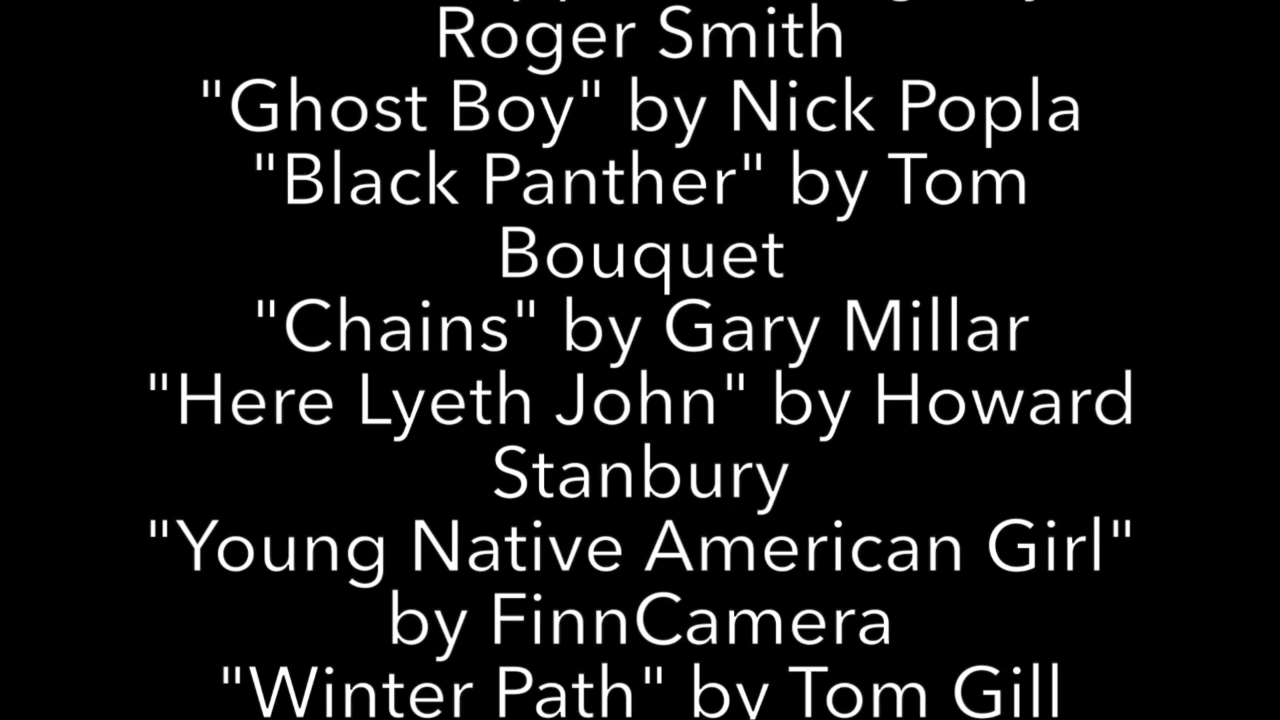 Roger Smith
"Ghost Boy" by Nick Popla
"Black Panther" by Tom
Bouquet
"Chains" by Gary Millar
"Here Lyeth John" by Howard
Stanbury
"Young Native American Girl"
by FinnCamera
"Winter Path" by Tom Gill